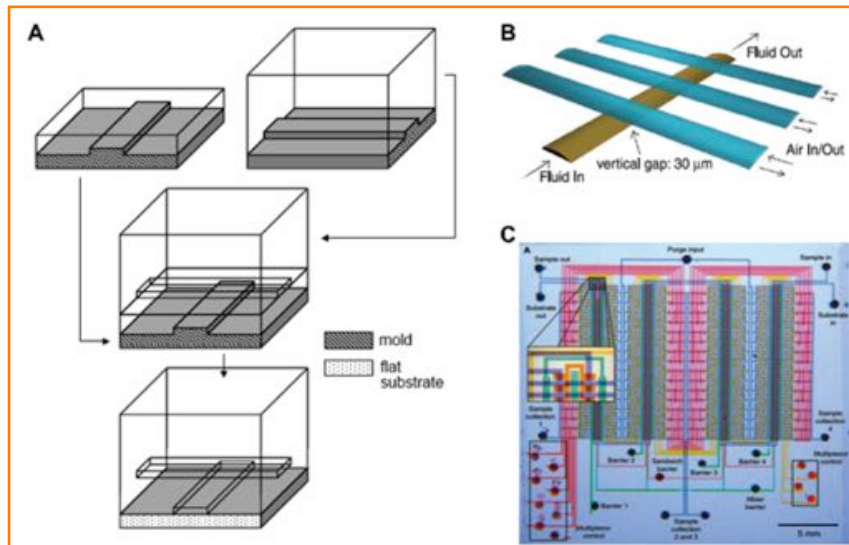 A
mold
flat
substrate
B
Fluid Out
Air In/Out
vertical gap: 30 μm
Fluid In
C
A
Purge input
Sample out
Sample in
Substrate
out
Substrate
in
Sample
collection
1
Sample
collection
4
Barrier 2
Sandwich
barrier
Barrier 3
Barrier 4
Multiplexor
control
Barrier 1
Mixer
barrier
Multiplexor
control
Sample
collection
2 and 3
5 mm